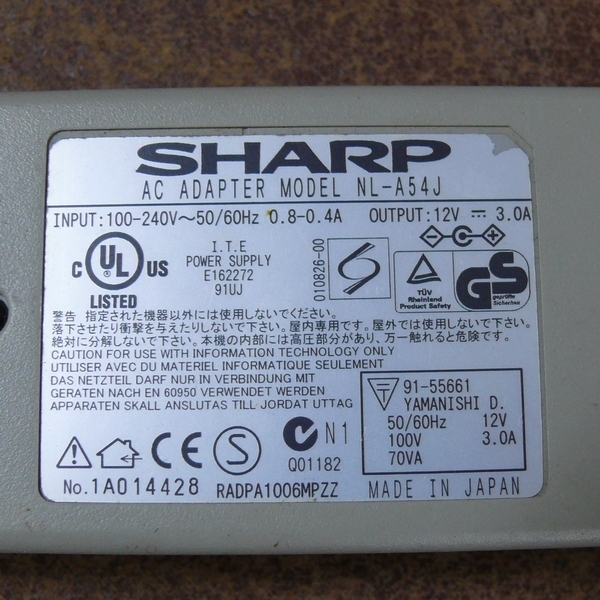 SHARP
AC ADAPTER MODEL NL-A54J
INPUT:100-240V～50/60Hz 0.8-0.4A OUTPUT:12V ⎓ 3.0A
C UL US
LISTED
I.T.E
POWER SUPPLY
E162272
91UJ
010826-00
TÜV
Rheinland
Product Safety
GS
geprüfte
Sicherheit
警告 指定された機器以外には使用しないでください。
落下させたり衝撃を与えたりしないで下さい。屋内専用です。屋外では使用しないで下さい。
絶対に分解しないで下さい。本機の内部には高圧部分があり、万一触れると危険です。
CAUTION FOR USE WITH INFORMATION TECHNOLOGY ONLY
UTILISER AVEC DU MATERIEL INFORMATIQUE SEULEMENT
DAS NETZTEIL DARF NUR IN VERBINDUNG MIT
GERATEN NACH EN 60950 VERWENDET WERDEN
APPARATEN SKALL ANSLUTAS TILL JORDAT UTTAG
91-55661
YAMANISHI D.
50/60Hz 12V
100V 3.0A
70VA
CE S N1
Q01182
No.1A014428 RADPA1006MPZZ MADE IN JAPAN